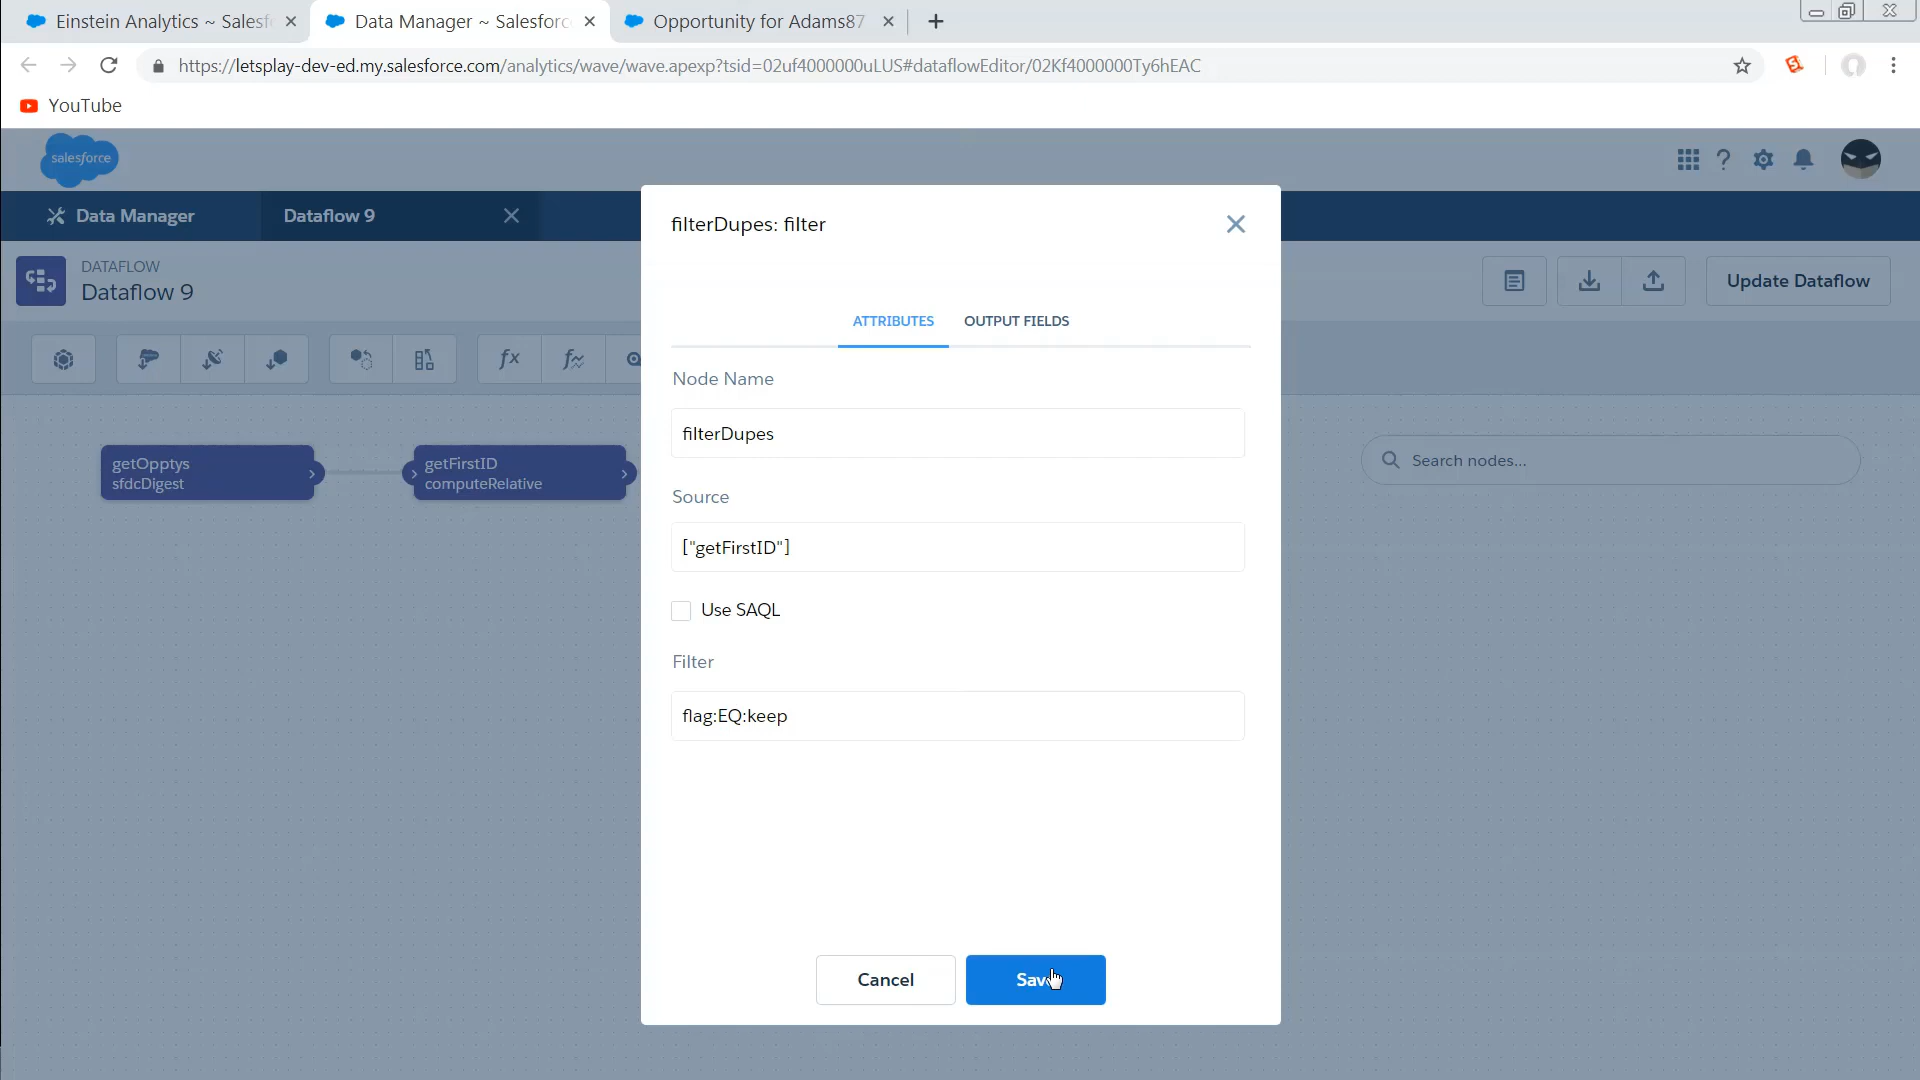 Einstein Analytics ~ Salesf
Data Manager ~ Salesforc
Opportunity for Adams87
https://letsplay-dev-ed.my.salesforce.com/analytics/wave/wave.apexp?tsid=02uf4000000uLUS#dataflowEditor/02Kf4000000Ty6hEAC
YouTube
salesforce
Data Manager
Dataflow 9
DATAFLOW
Dataflow 9
Update Dataflow
fx
getOpptys
sfdcDigest
getFirstID
computeRelative
Search nodes...
filterDupes: filter
ATTRIBUTES
OUTPUT FIELDS
Node Name
filterDupes
Source
["getFirstID"]
Use SAQL
Filter
flag:EQ:keep
Cancel
Save